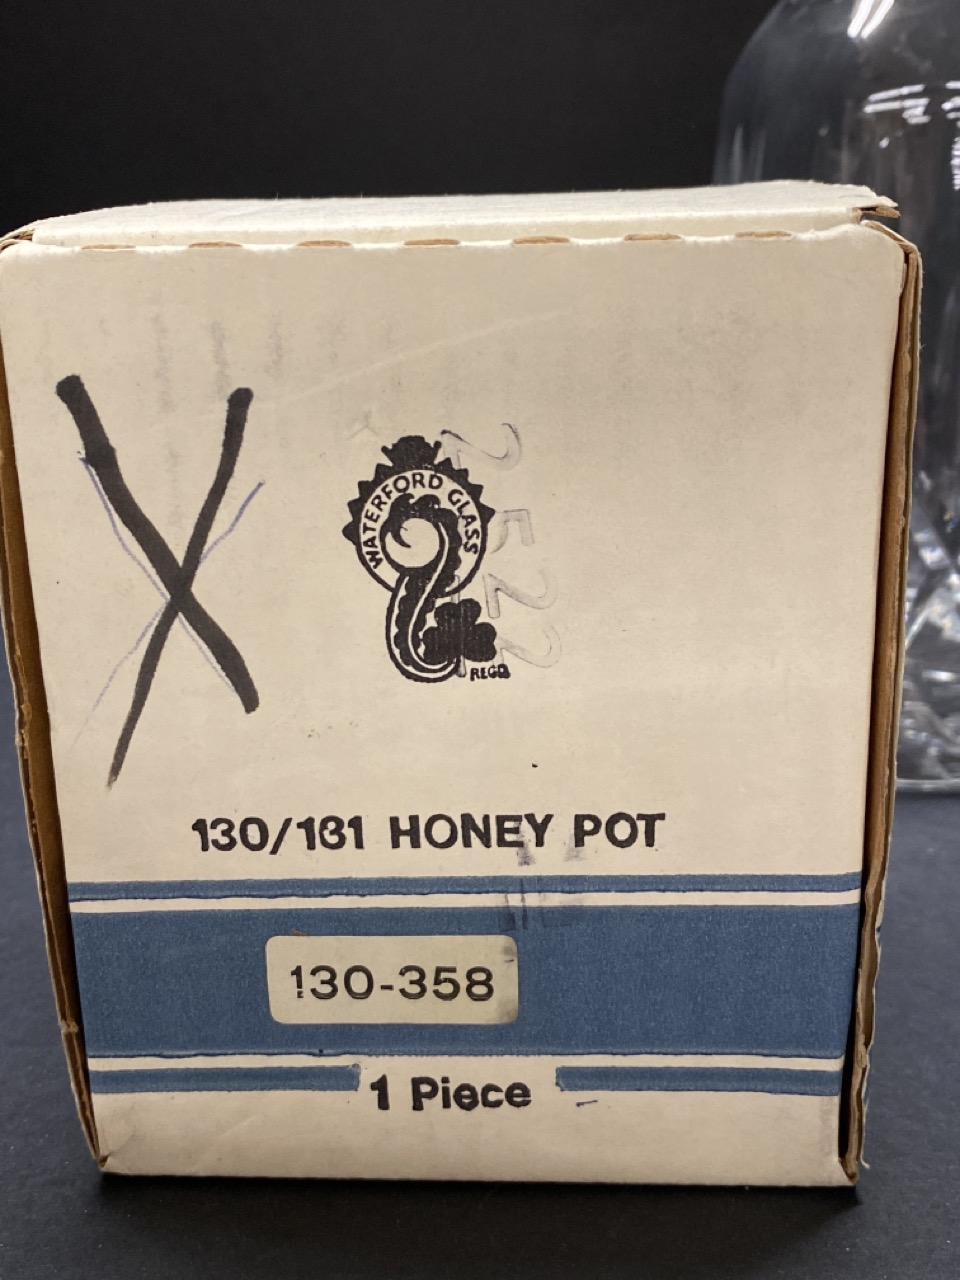 WATERFORD GLASS
REGD
2522
130/181 HONEY POT
130-358
1 Piece